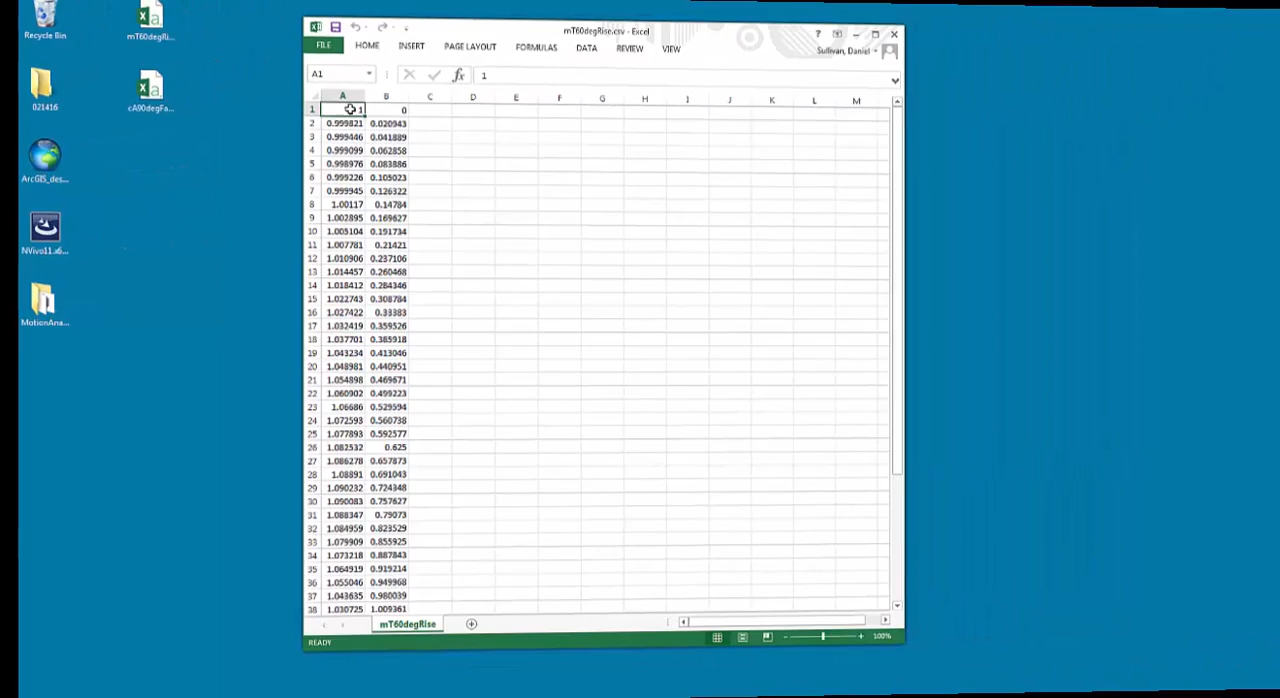 Recycle Bin
mT60degRi...
021416
cA90degFa...
ArcGIS_des...
NVivo11.x6...
MotionAna...
mT60degRise.csv - Excel
?
FILE HOME INSERT PAGE LAYOUT FORMULAS DATA REVIEW VIEW
Sullivan, Daniel
A1 fx 1
A B C D E F G H I J K L M
1 1 0
2 0.999821 0.020943
3 0.999446 0.041889
4 0.999099 0.062858
5 0.998976 0.083886
6 0.999226 0.105023
7 0.999945 0.126322
8 1.00117 0.14784
9 1.002895 0.169627
10 1.005104 0.191734
11 1.007781 0.21421
12 1.010906 0.237106
13 1.014457 0.260468
14 1.018412 0.284346
15 1.022743 0.308784
16 1.027422 0.33383
17 1.032419 0.359526
18 1.037701 0.385918
19 1.043234 0.413046
20 1.048981 0.440951
21 1.054898 0.469671
22 1.060902 0.499223
23 1.06686 0.529594
24 1.072593 0.560738
25 1.077893 0.592577
26 1.082532 0.625
27 1.086278 0.657873
28 1.08891 0.691043
29 1.090232 0.724348
30 1.090083 0.757627
31 1.088347 0.79073
32 1.084959 0.823529
33 1.079909 0.855925
34 1.073218 0.887843
35 1.064919 0.919214
36 1.055046 0.949968
37 1.043635 0.980039
38 1.030725 1.009361
mT60degRise
READY 100%